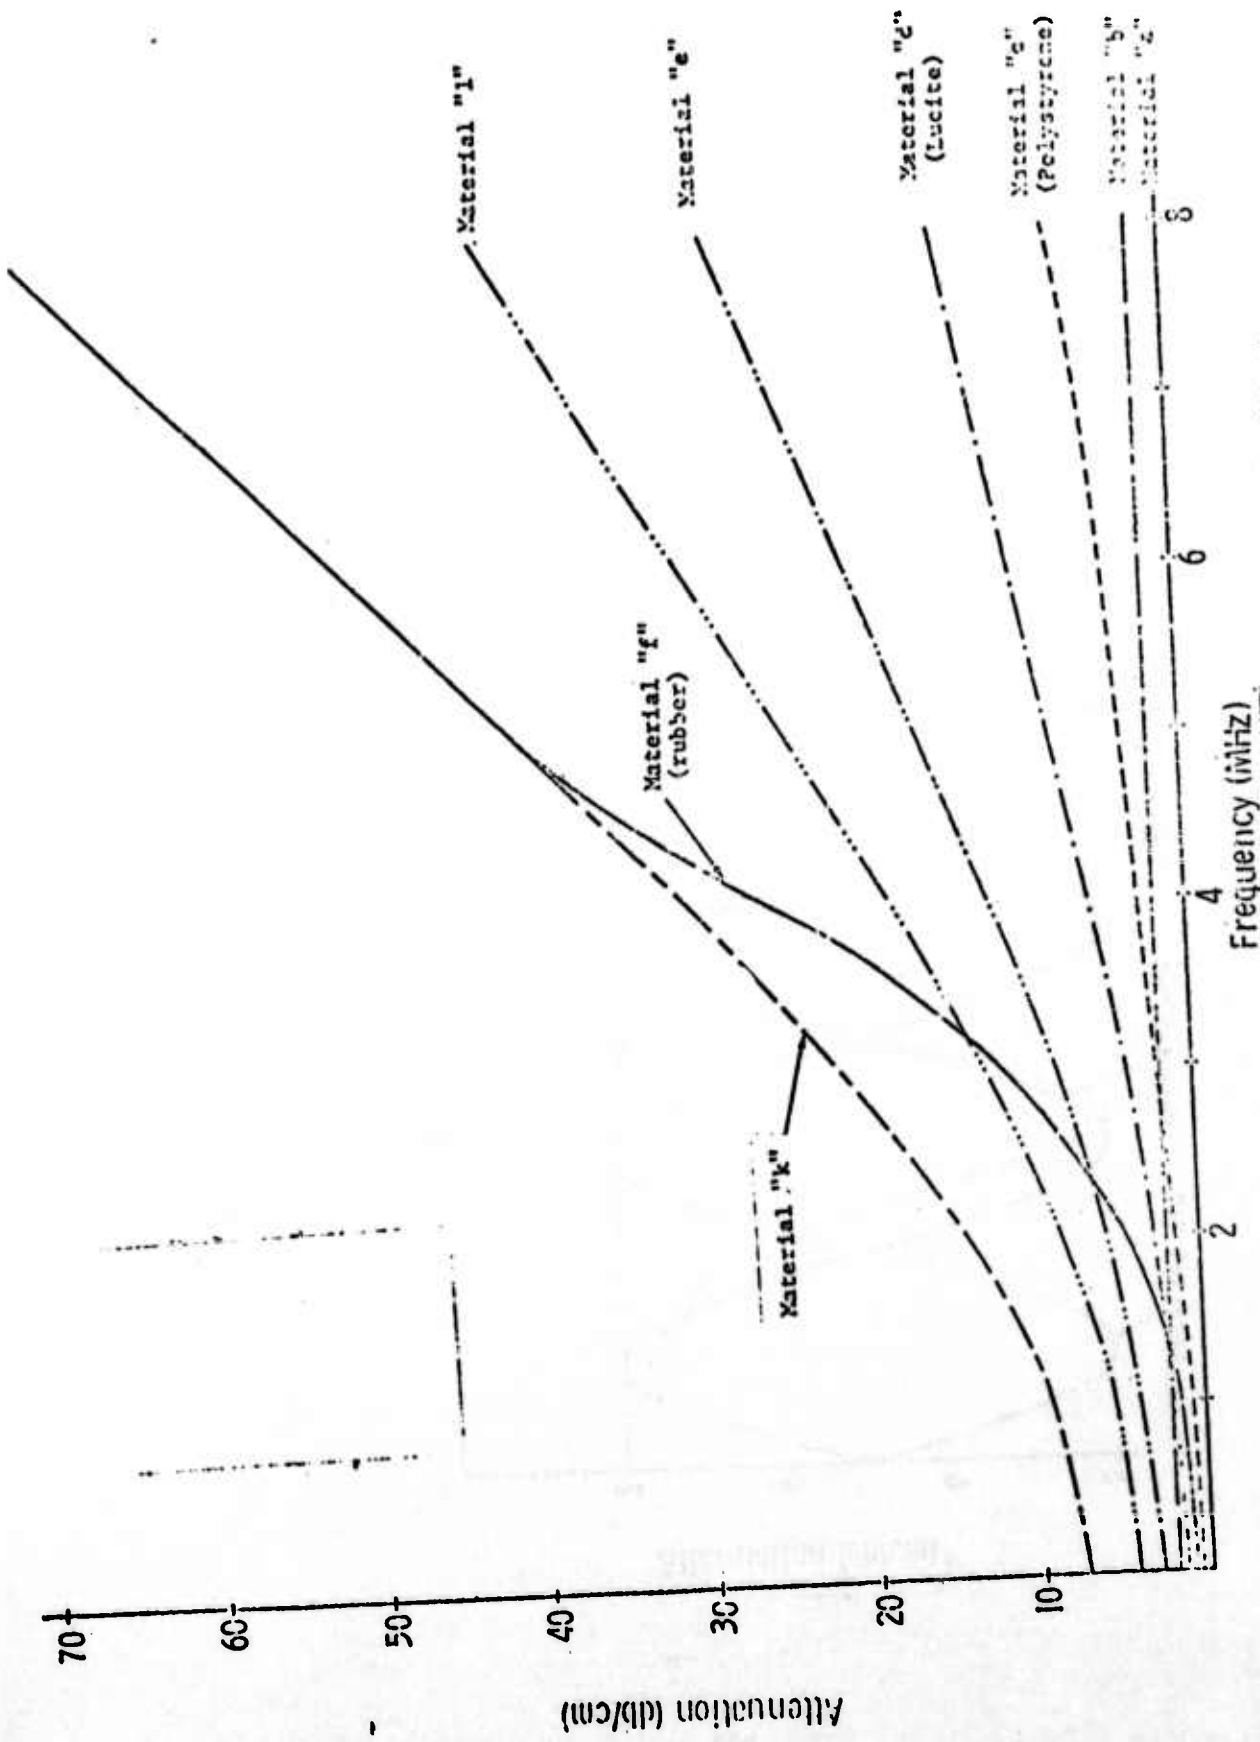 Material "l"
Material "e"
Material "d"
(Lucite)
Material "c"
(Polystyrene)
Material "b"
Material "a"
Material "f"
(rubber)
Material "k"
70
60
50
40
30
20
10
2
4
6
8
Attenuation (db/cm)
Frequency (MHz)